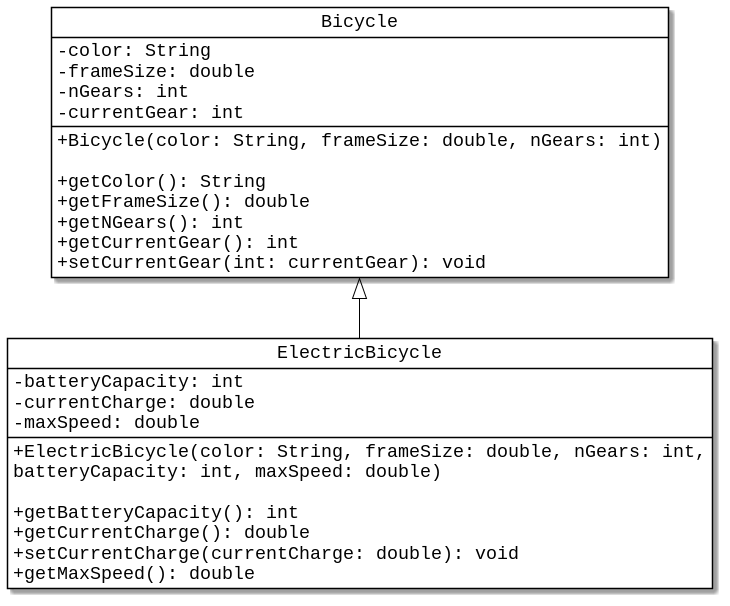 Bicycle
-color: String
-frameSize: double
-nGears: int
-currentGear: int
+Bicycle(color: String, frameSize: double, nGears: int)
+getColor(): String
+getFrameSize(): double
+getNGears(): int
+getCurrentGear(): int
+setCurrentGear(int: currentGear): void
ElectricBicycle
-batteryCapacity: int
-currentCharge: double
-maxSpeed: double
+ElectricBicycle(color: String, frameSize: double, nGears: int,
batteryCapacity: int, maxSpeed: double)
+getBatteryCapacity(): int
+getCurrentCharge(): double
+setCurrentCharge(currentCharge: double): void
+getMaxSpeed(): double